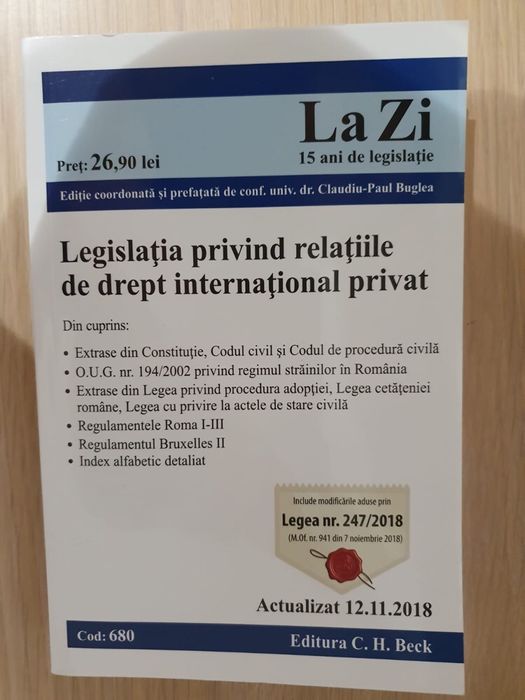 La Zi
Preț: 26,90 lei
15 ani de legislație
Ediție coordonată și prefațată de conf. univ. dr. Claudiu-Paul Buglea
Legislația privind relațiile
de drept internațional privat
Din cuprins:
• Extrase din Constituție, Codul civil și Codul de procedură civilă
• O.U.G. nr. 194/2002 privind regimul străinilor în România
• Extrase din Legea privind procedura adopției, Legea cetățeniei
române, Legea cu privire la actele de stare civilă
• Regulamentele Roma I-III
• Regulamentul Bruxelles II
• Index alfabetic detaliat
Include modificările aduse prin
Legea nr. 247/2018
(M.Of. nr. 941 din 7 noiembrie 2018)
Actualizat 12.11.2018
Cod: 680
Editura C. H. Beck